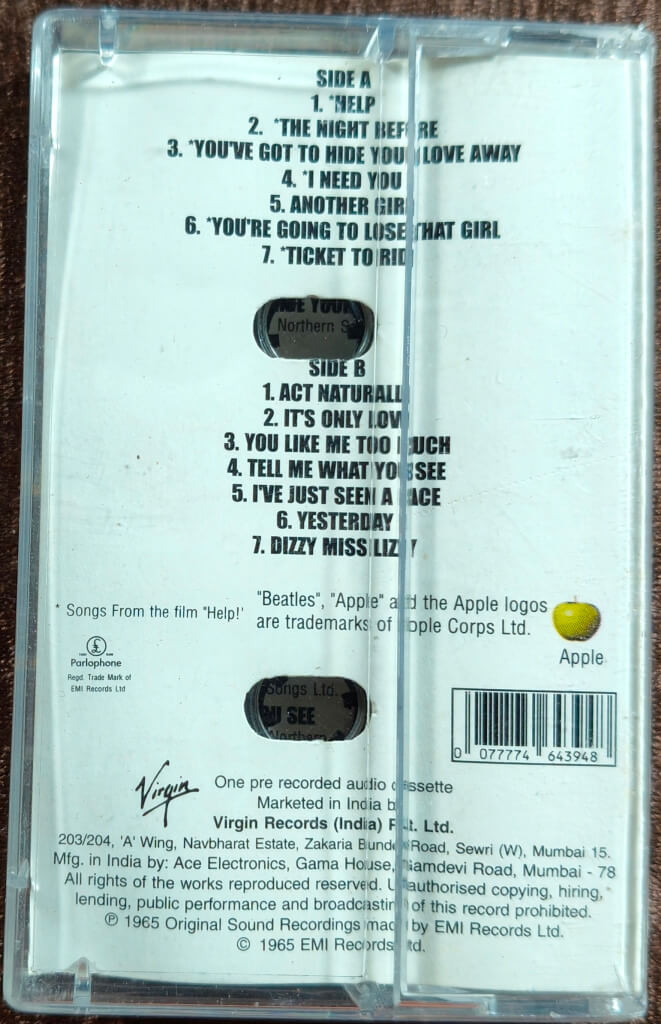 SIDE A
1. *HELP
2. *THE NIGHT BEFORE
3. *YOU'VE GOT TO HIDE YOUR LOVE AWAY
4. *I NEED YOU
5. ANOTHER GIRL
6. *YOU'RE GOING TO LOSE THAT GIRL
7. *TICKET TO RIDE
HIDE YOUR
Northern S
SIDE B
1. ACT NATURALLY
2. IT'S ONLY LOVE
3. YOU LIKE ME TOO MUCH
4. TELL ME WHAT YOU SEE
5. I'VE JUST SEEN A FACE
6. YESTERDAY
7. DIZZY MISS LIZZY
* Songs From the film "Help!'
"Beatles", "Apple" and the Apple logos
are trademarks of Apple Corps Ltd.
Apple
Parlophone
Regd. Trade Mark of
EMI Records Ltd
Songs Ltd.
OU SEE
Northern
0 077774 643948
Virgin
One pre recorded audio cassette
Marketed in India by
Virgin Records (India) Pvt. Ltd.
203/204, 'A' Wing, Navbharat Estate, Zakaria Bunder Road, Sewri (W), Mumbai 15.
Mfg. in India by: Ace Electronics, Gama House, Gamdevi Road, Mumbai - 78
All rights of the works reproduced reserved. Unauthorised copying, hiring,
lending, public performance and broadcasting of this record prohibited.
℗ 1965 Original Sound Recordings made by EMI Records Ltd.
© 1965 EMI Records Ltd.